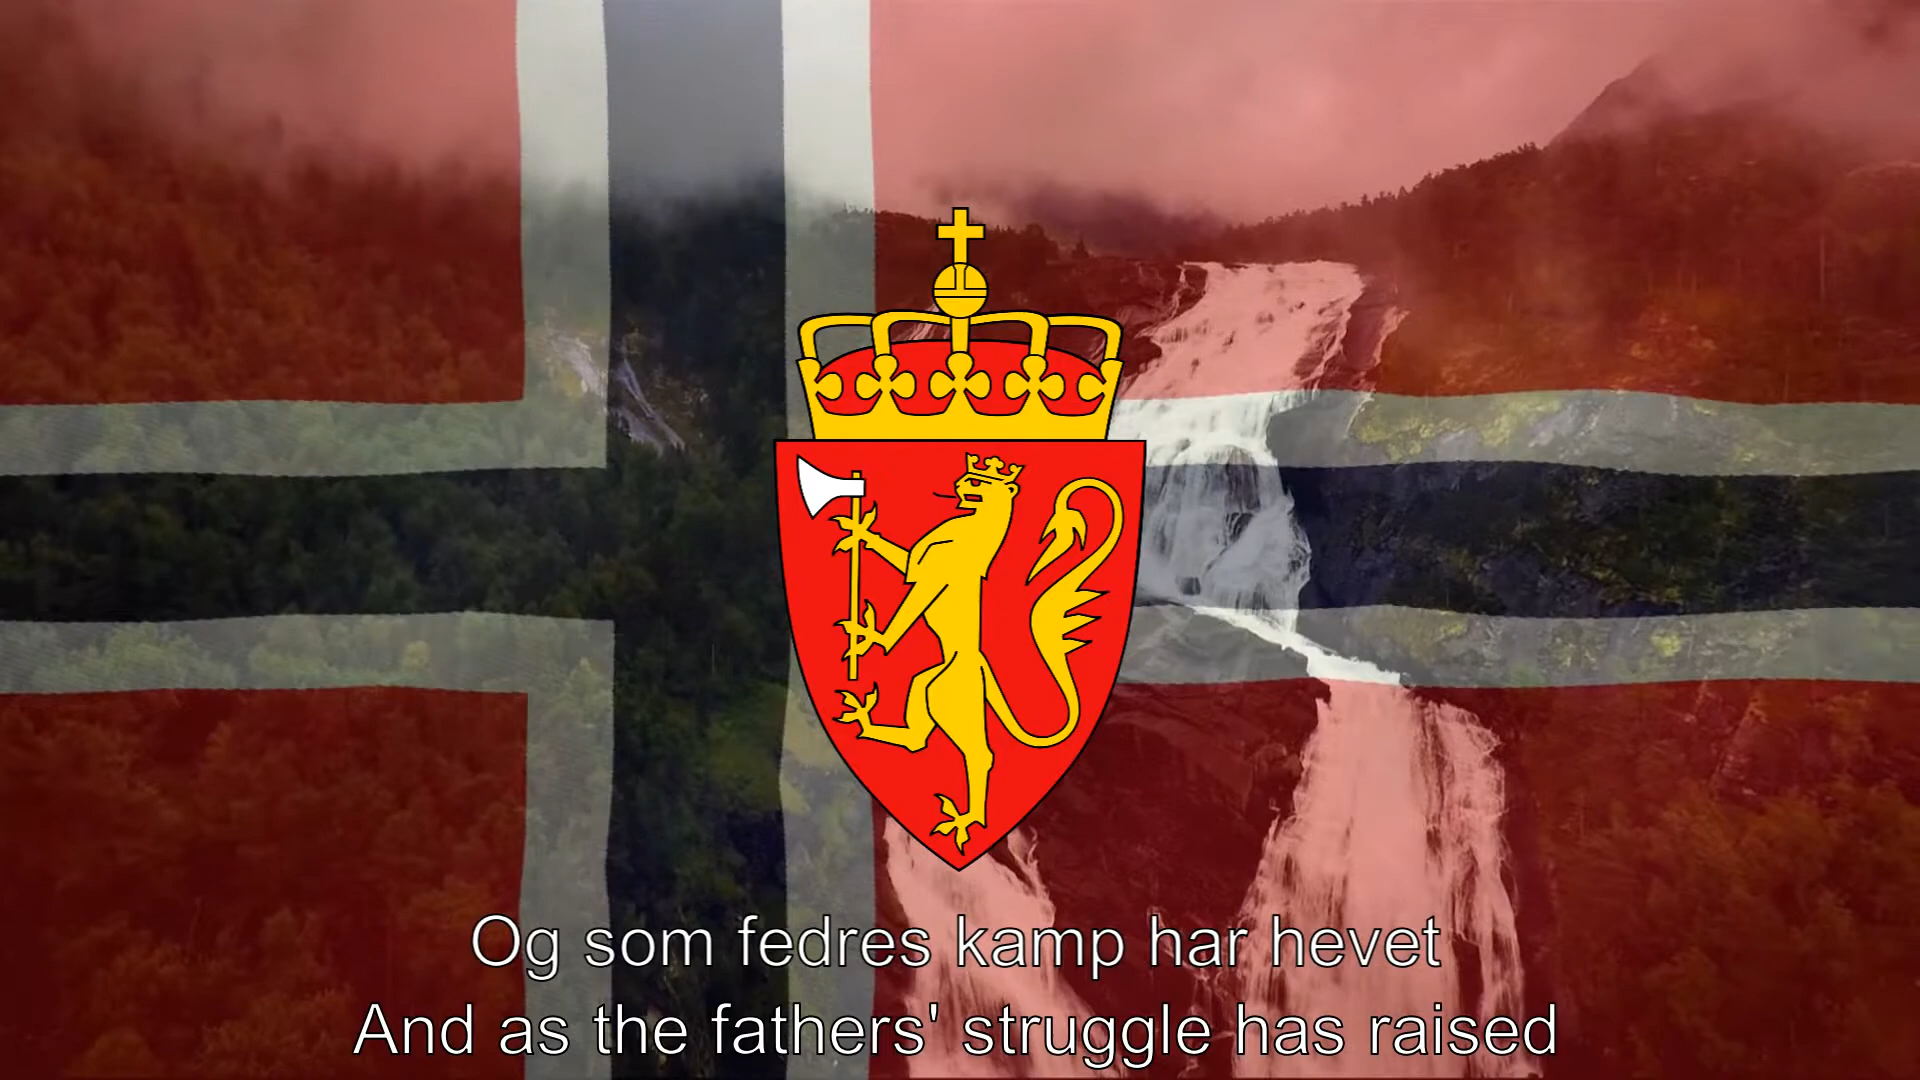 Og som fedres kamp har hevet
And as the fathers' struggle has raised